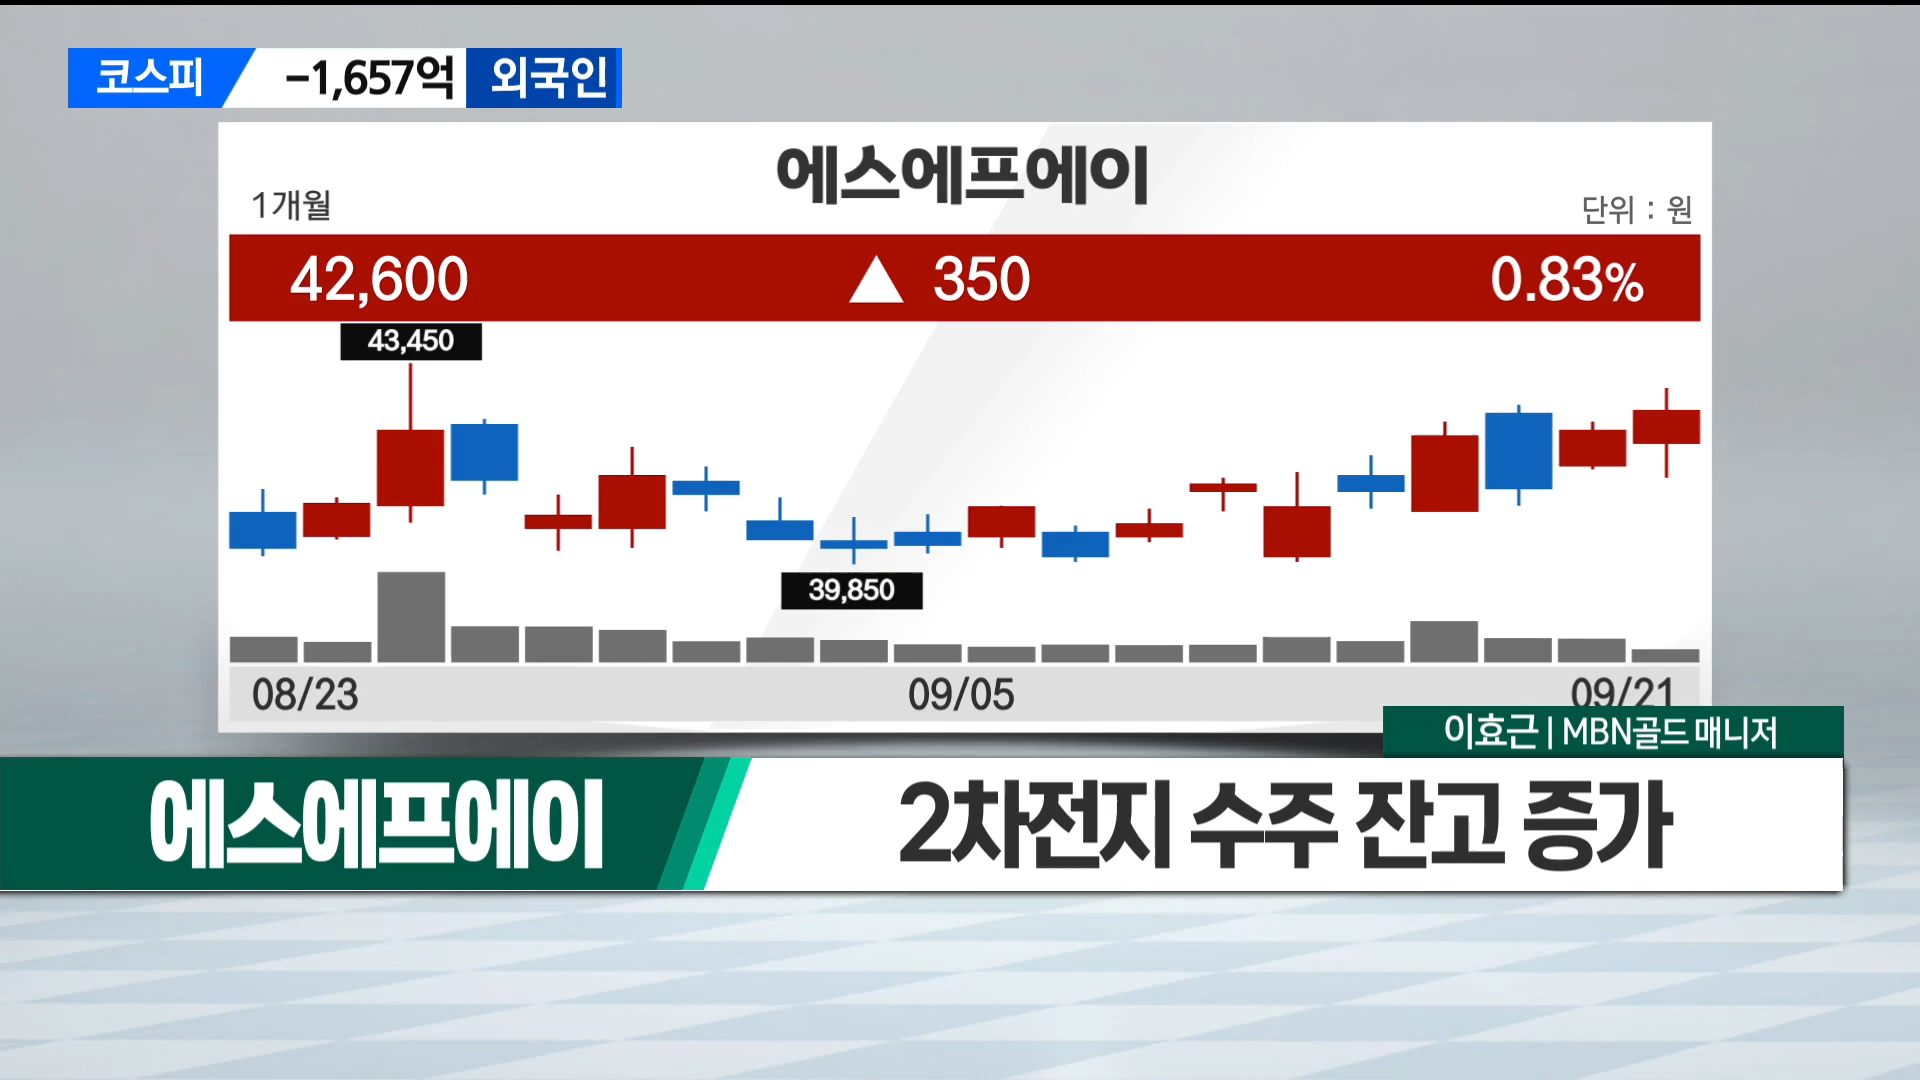 코스피 -1,657억 외국인
에스에프에이
1개월
단위 : 원
42,600 ▲ 350 0.83%
43,450
39,850
08/23 09/05 09/21
이효근 | MBN골드 매니저
에스에프에이 2차전지 수주 잔고 증가